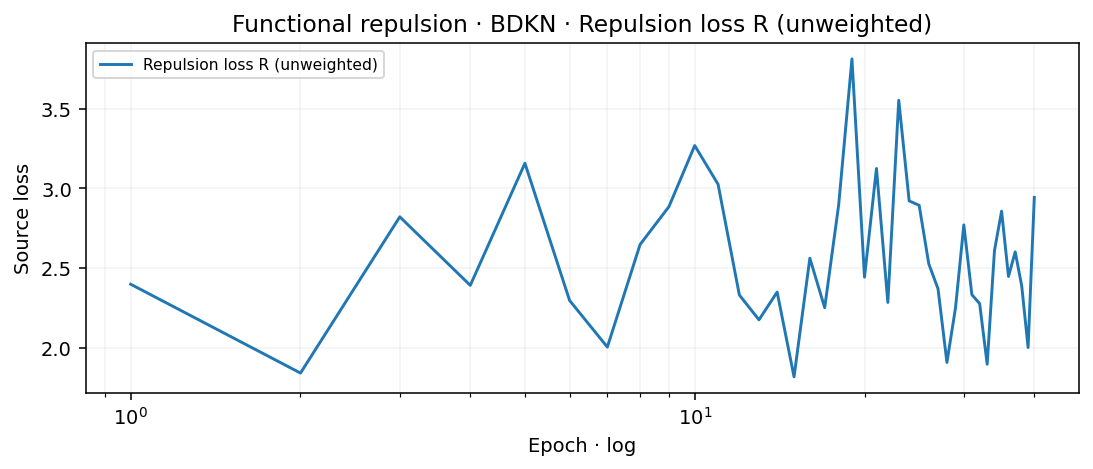 Functional repulsion · BDKN · Repulsion loss R (unweighted)
Repulsion loss R (unweighted)
Source loss
3.5
3.0
2.5
2.0
10⁰
10¹
Epoch · log